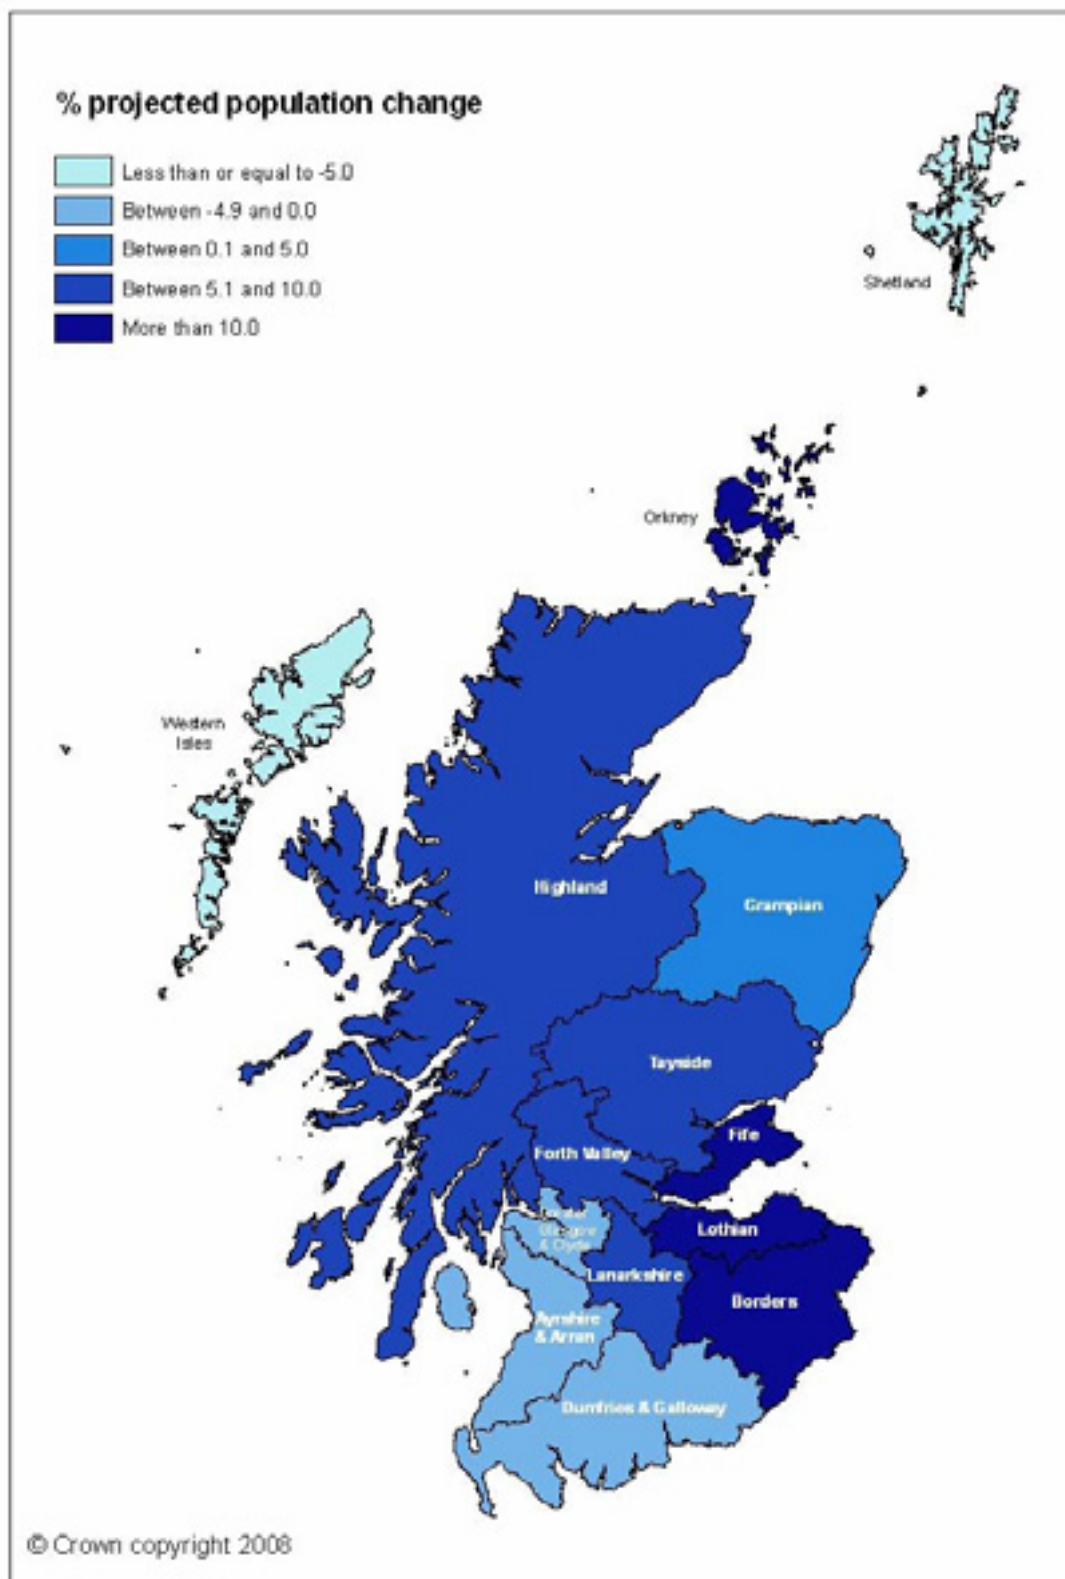 % projected population change
Less than or equal to -5.0
Between -4.9 and 0.0
Between 0.1 and 5.0
Between 5.1 and 10.0
More than 10.0
Shetland
Orkney
Western
Isles
Highland
Grampian
Tayside
Fife
Forth Valley
Lothian
Glasgow
& Clyde
Lanarkshire
Borders
Ayrshire
& Arran
Dumfries & Galloway
© Crown copyright 2008